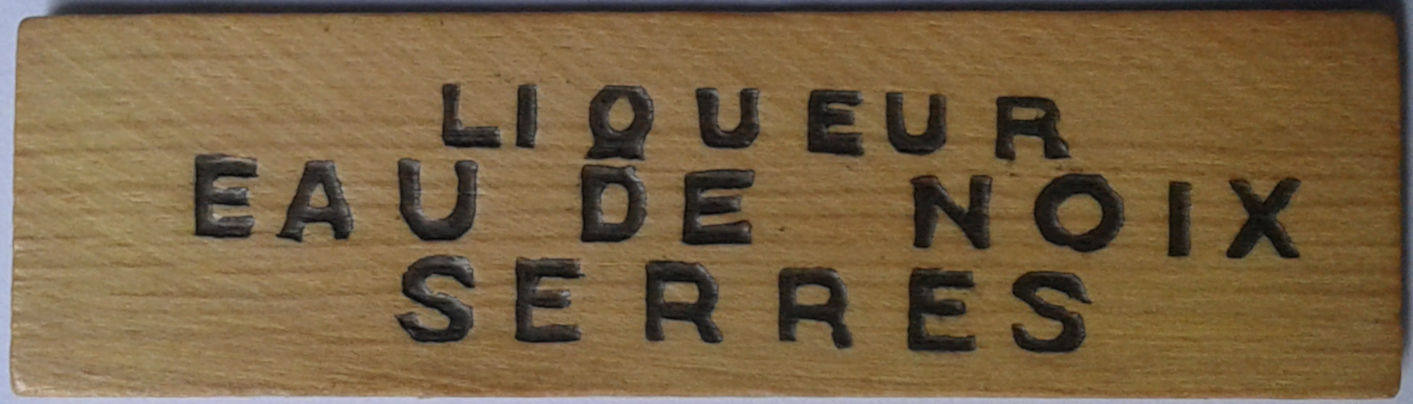 LIQUEUR
EAU DE NOIX
SERRES